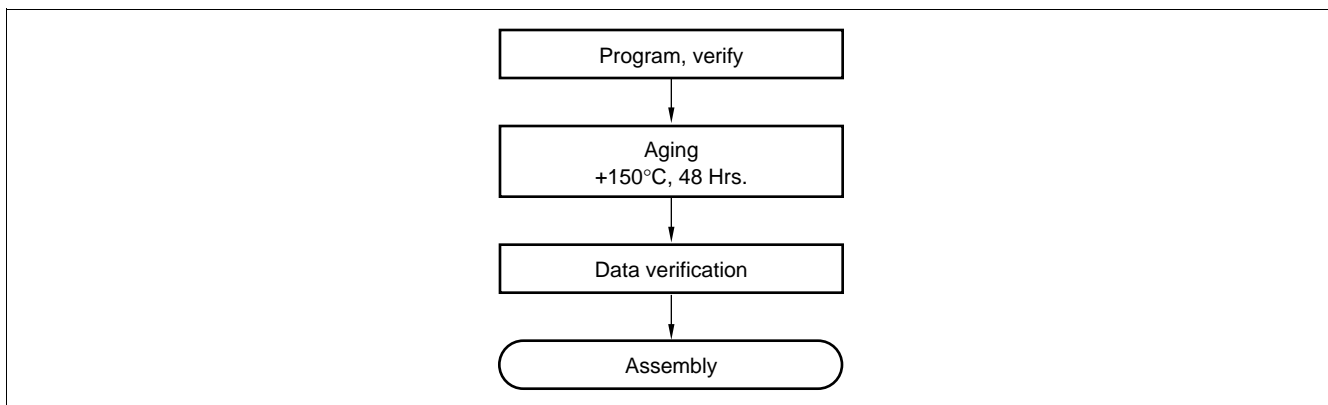 Program, verify
Aging
+150°C, 48 Hrs.
Data verification
Assembly